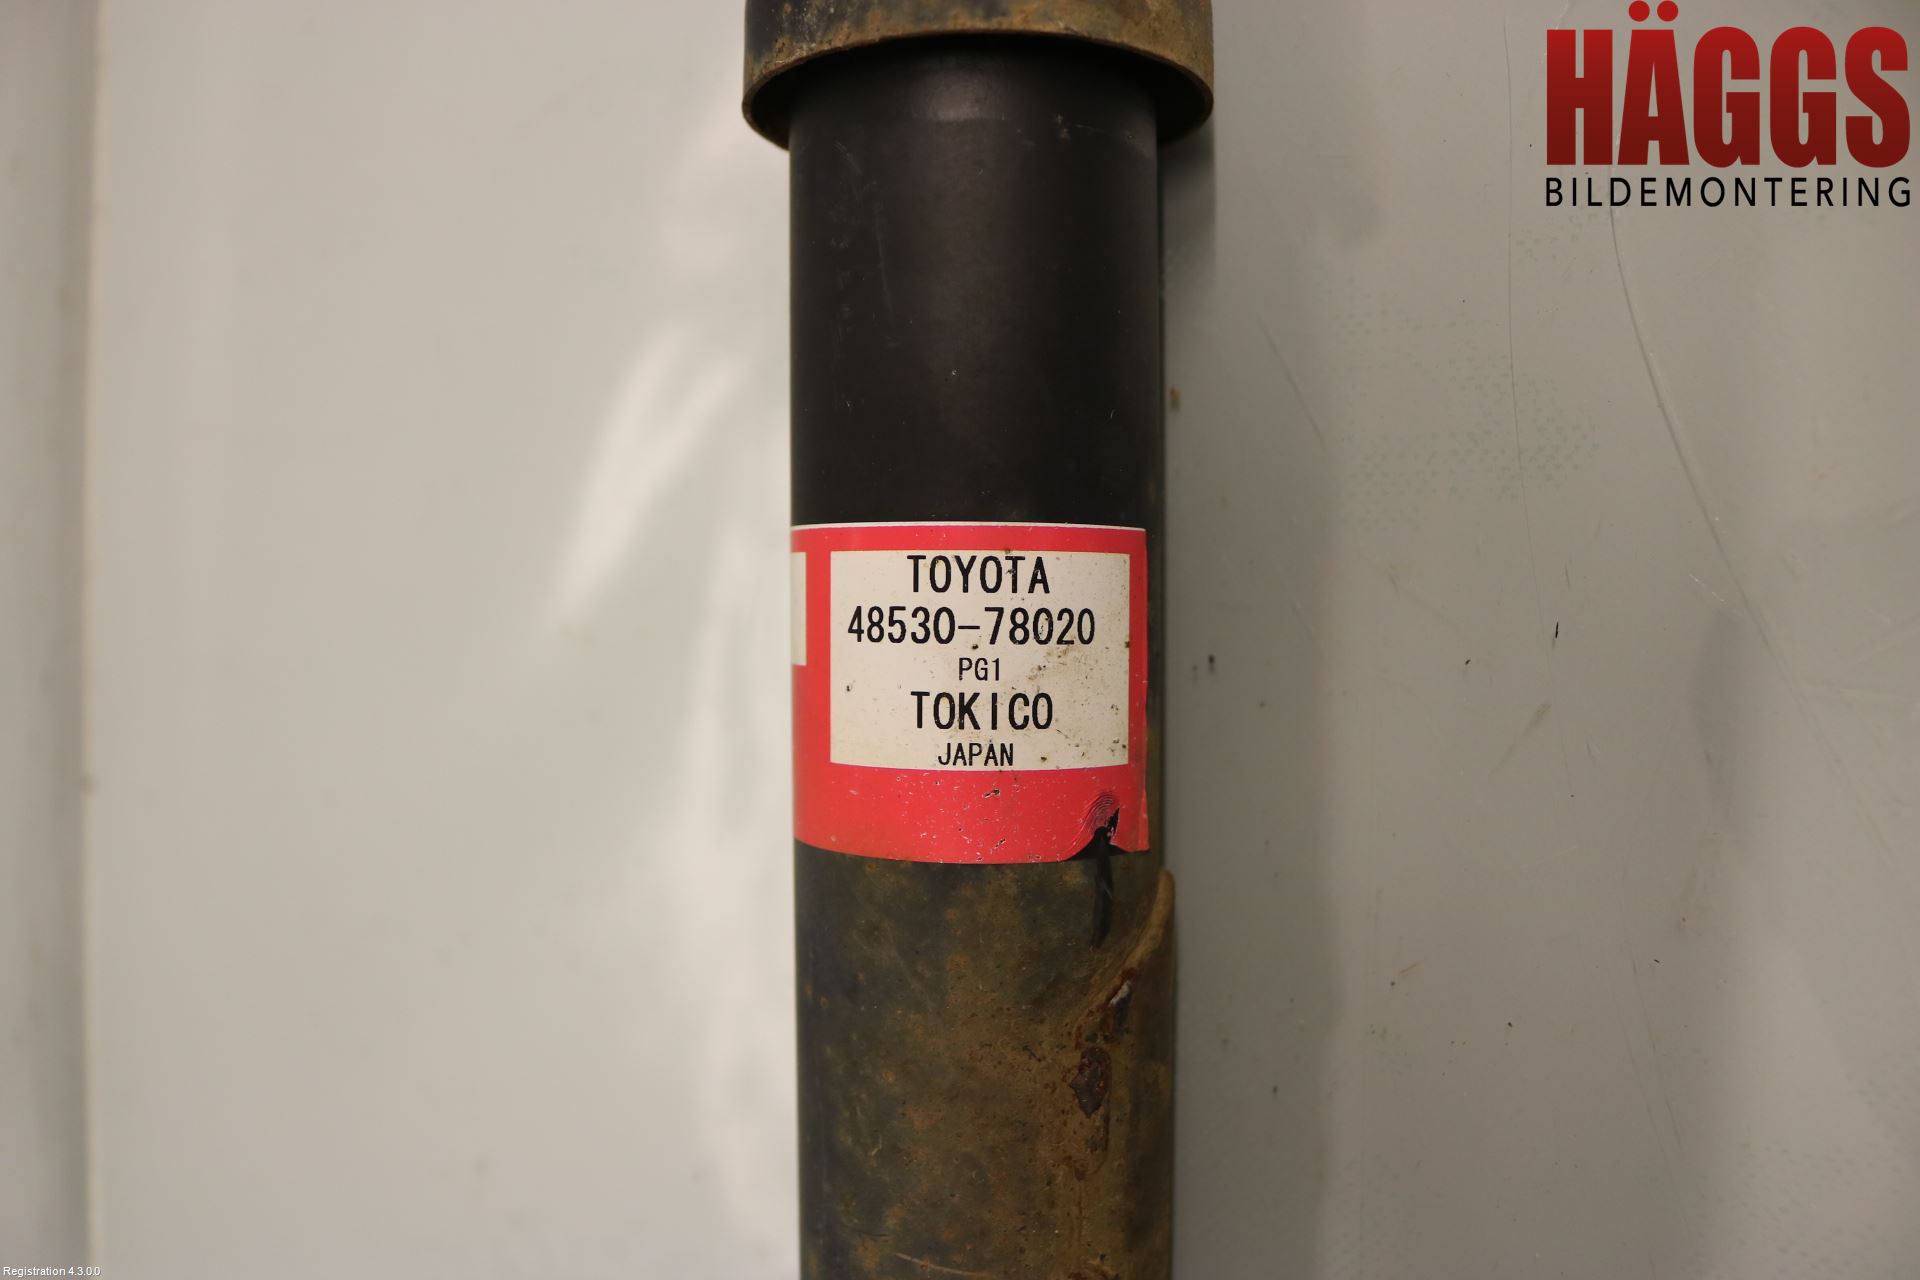 HÄGGS
BILDEMONTERING
TOYOTA
48530-78020
PG1
TOKICO
JAPAN
Registration 4.3.0.0